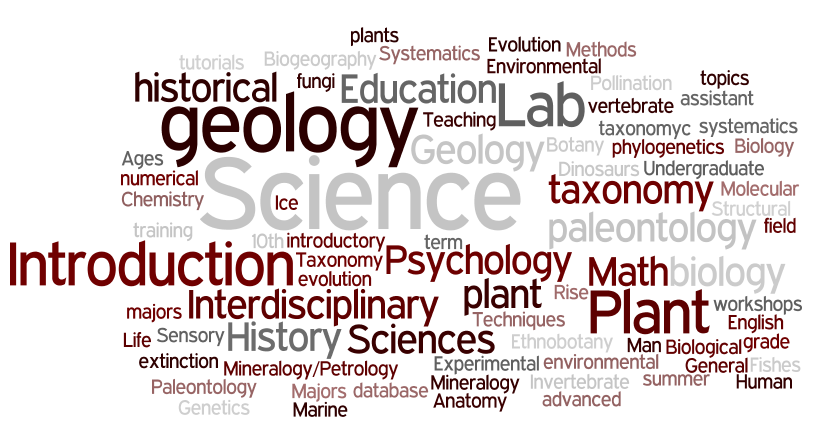 plants
tutorials Biogeography Systematics Evolution Methods
Environmental
historical fungi Education Lab Pollination topics
geology Teaching vertebrate assistant
taxonomyc systematics
Geology Botany phylogenetics Biology
Ages Science Dinosaurs Undergraduate
numerical taxonomy Molecular
Chemistry Ice Structural
training paleontology field
10th introductory term
Introduction Taxonomy Psychology Math biology
evolution
majors Interdisciplinary plant Rise Plant workshops
Techniques English
Life Sensory History Sciences Ethnobotany Man Biological grade
extinction Mineralogy/Petrology Experimental environmental General Fishes
Paleontology Majors database Mineralogy Invertebrate summer Human
Genetics Marine Anatomy advanced